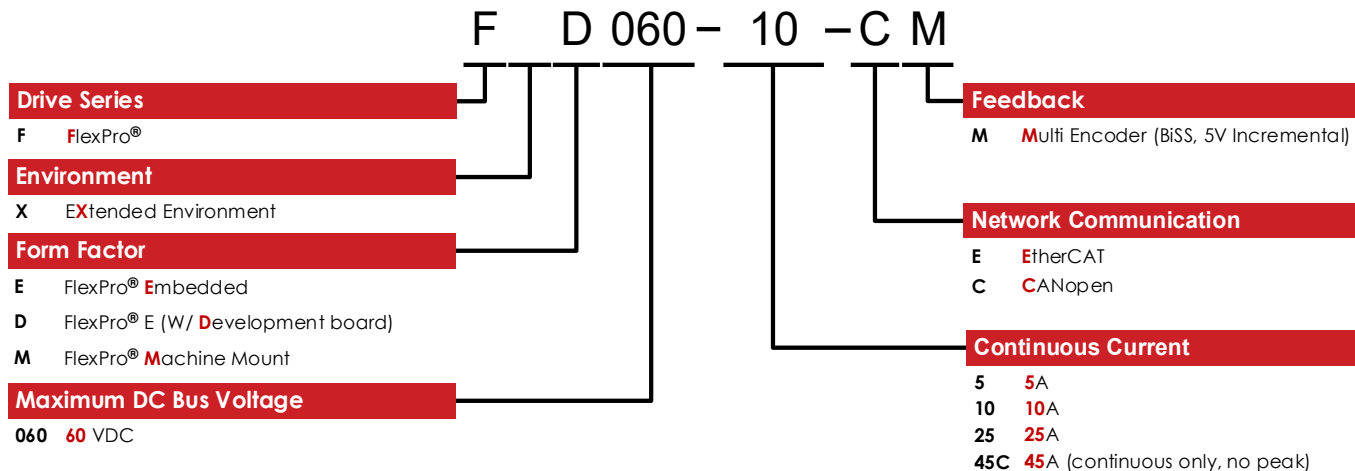 F D 060 – 10 – C M
Drive Series
F FlexPro®
Environment
X EXtended Environment
Form Factor
E FlexPro® Embedded
D FlexPro® E (W/ Development board)
M FlexPro® Machine Mount
Maximum DC Bus Voltage
060 60 VDC
Feedback
M Multi Encoder (BiSS, 5V Incremental)
Network Communication
E EtherCAT
C CANopen
Continuous Current
5 5A
10 10A
25 25A
45C 45A (continuous only, no peak)